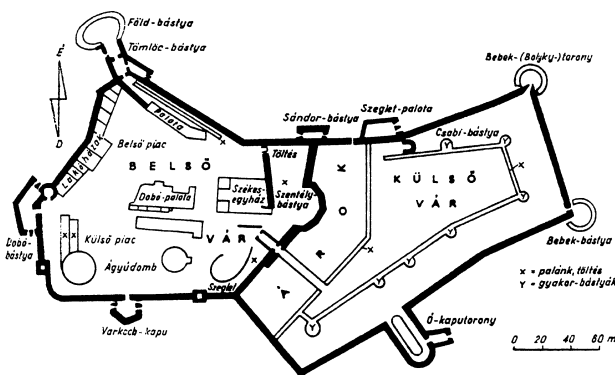 Föld-bástya
Tömlöc-bástya
É
D
Palota
Belső piac
Lakóházak
BELSŐ
VÁR
Dobó-palota
Székes-
egyház
Töltés
Szentély-
bástya
Sándor-bástya
Szeglet-palota
Bebek-(Bolyky-)torony
Csabi-bástya
KÜLSŐ
VÁR
ÁROK
Dobó-
bástya
Külső piac
Ágyúdomb
Szeglet
Varkoch-kapu
Ó-kaputorony
Bebek-
bástya
x = palánk, töltés
Y = gyakor-bástyák
0 20 40 60 m